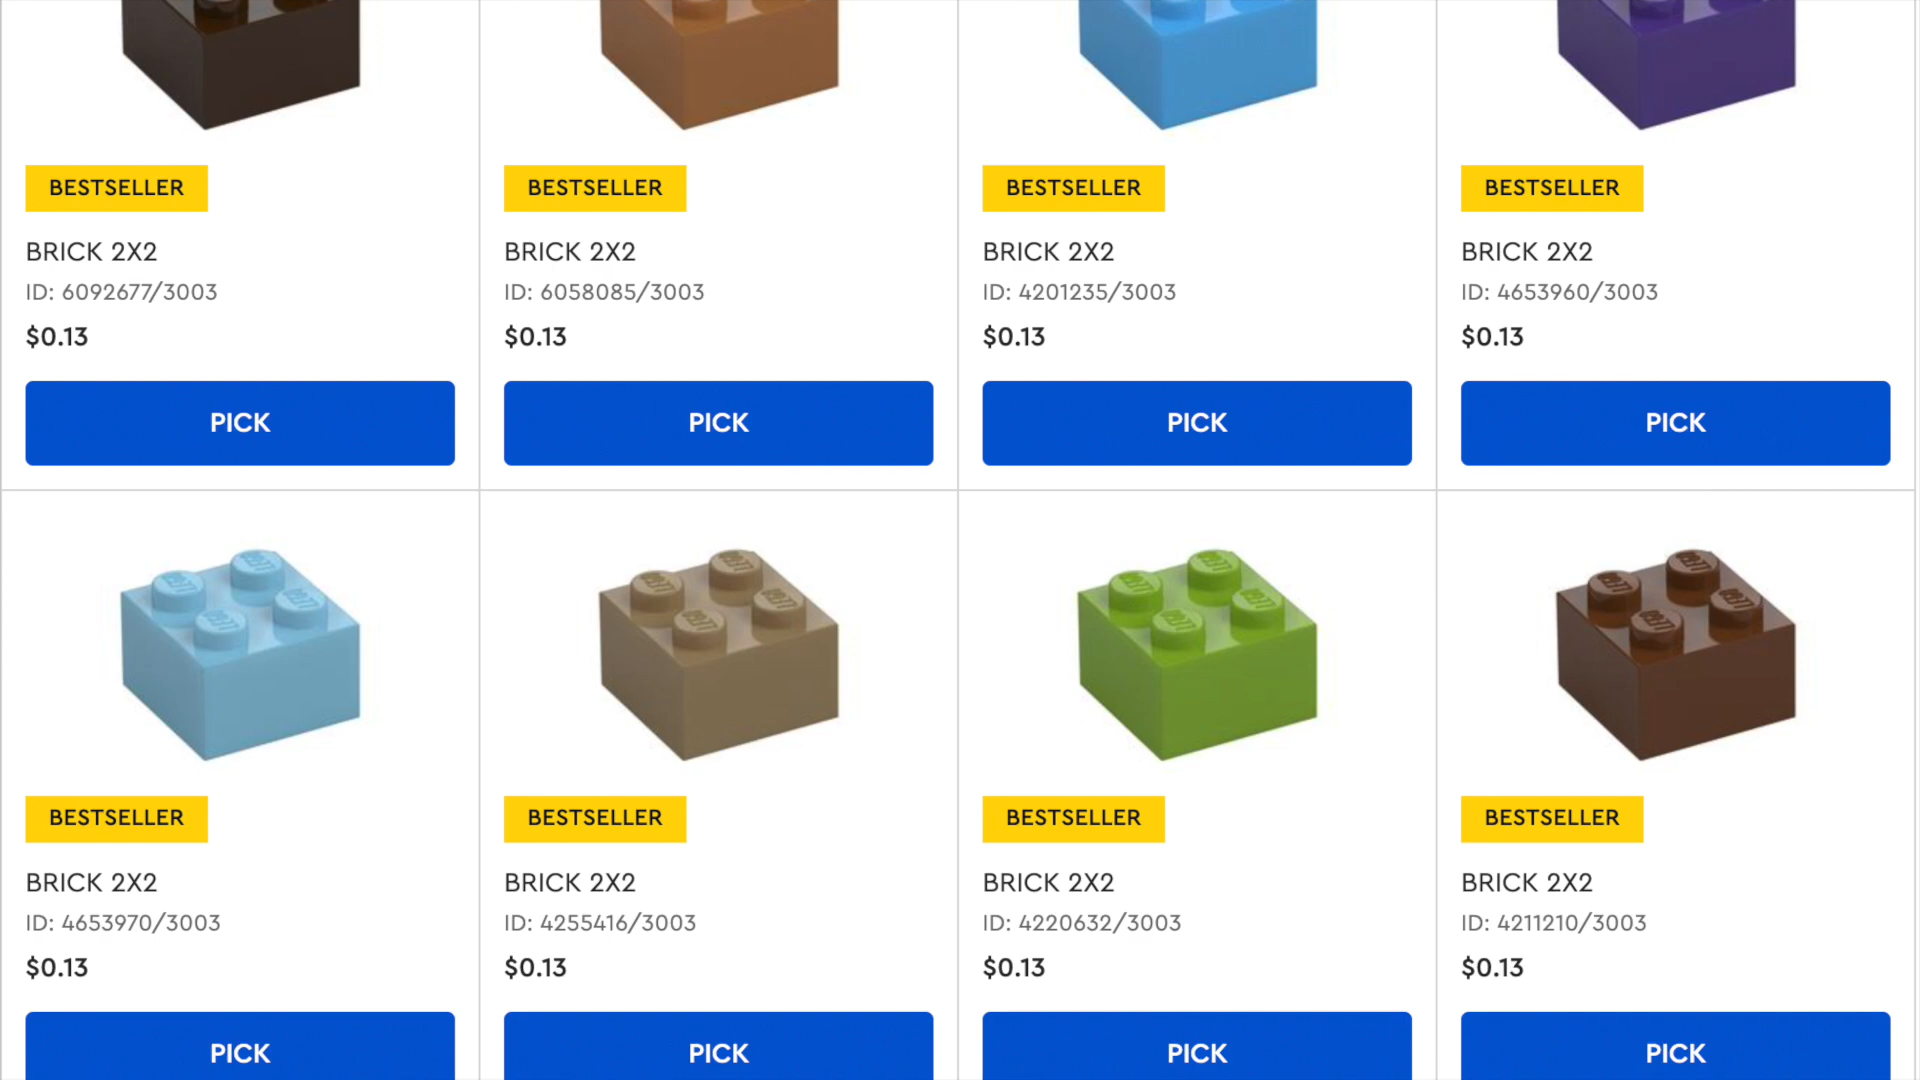 BESTSELLER
BRICK 2X2
ID: 6092677/3003
$0.13
PICK
BESTSELLER
BRICK 2X2
ID: 6058085/3003
$0.13
PICK
BESTSELLER
BRICK 2X2
ID: 4201235/3003
$0.13
PICK
BESTSELLER
BRICK 2X2
ID: 4653960/3003
$0.13
PICK
BESTSELLER
BRICK 2X2
ID: 4653970/3003
$0.13
PICK
BESTSELLER
BRICK 2X2
ID: 4255416/3003
$0.13
PICK
BESTSELLER
BRICK 2X2
ID: 4220632/3003
$0.13
PICK
BESTSELLER
BRICK 2X2
ID: 4211210/3003
$0.13
PICK